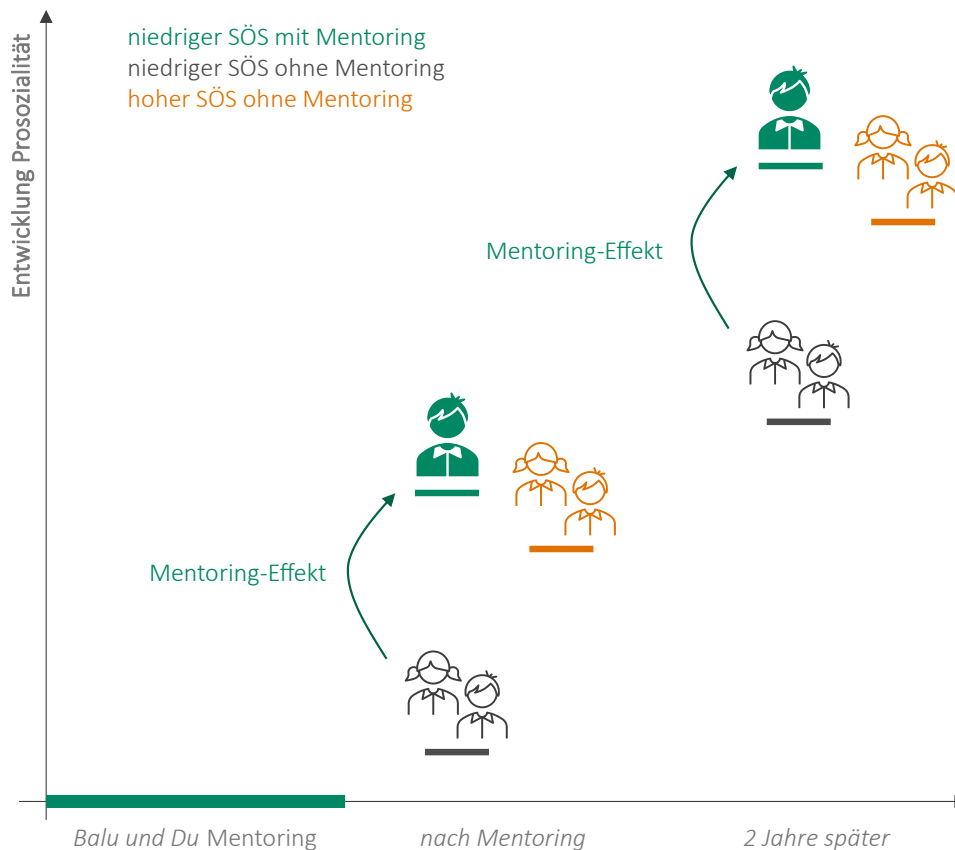 niedriger SÖS mit Mentoring
niedriger SÖS ohne Mentoring
hoher SÖS ohne Mentoring
Entwicklung Prosozialität
Mentoring-Effekt
Mentoring-Effekt
Balu und Du Mentoring
nach Mentoring
2 Jahre später